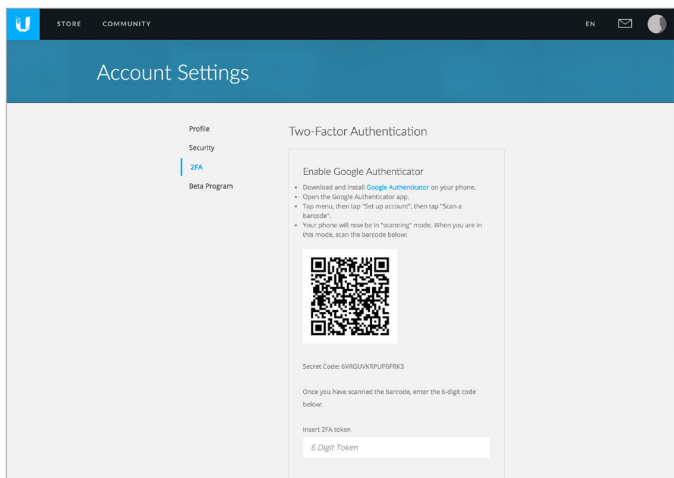 STORE COMMUNITY EN
Account Settings
Profile
Security
2FA
Beta Program
Two-Factor Authentication
Enable Google Authenticator
• Download and install Google Authenticator on your phone.
• Open the Google Authenticator app.
• Tap menu, then tap "Set up account", then tap "Scan a
barcode".
• Your phone will now be in "scanning" mode. When you are in
this mode, scan the barcode below:
Secret Code: 6VRGUVKRPUP6FRK3
Once you have scanned the barcode, enter the 6-digit code
below:
Insert 2FA token
6 Digit Token